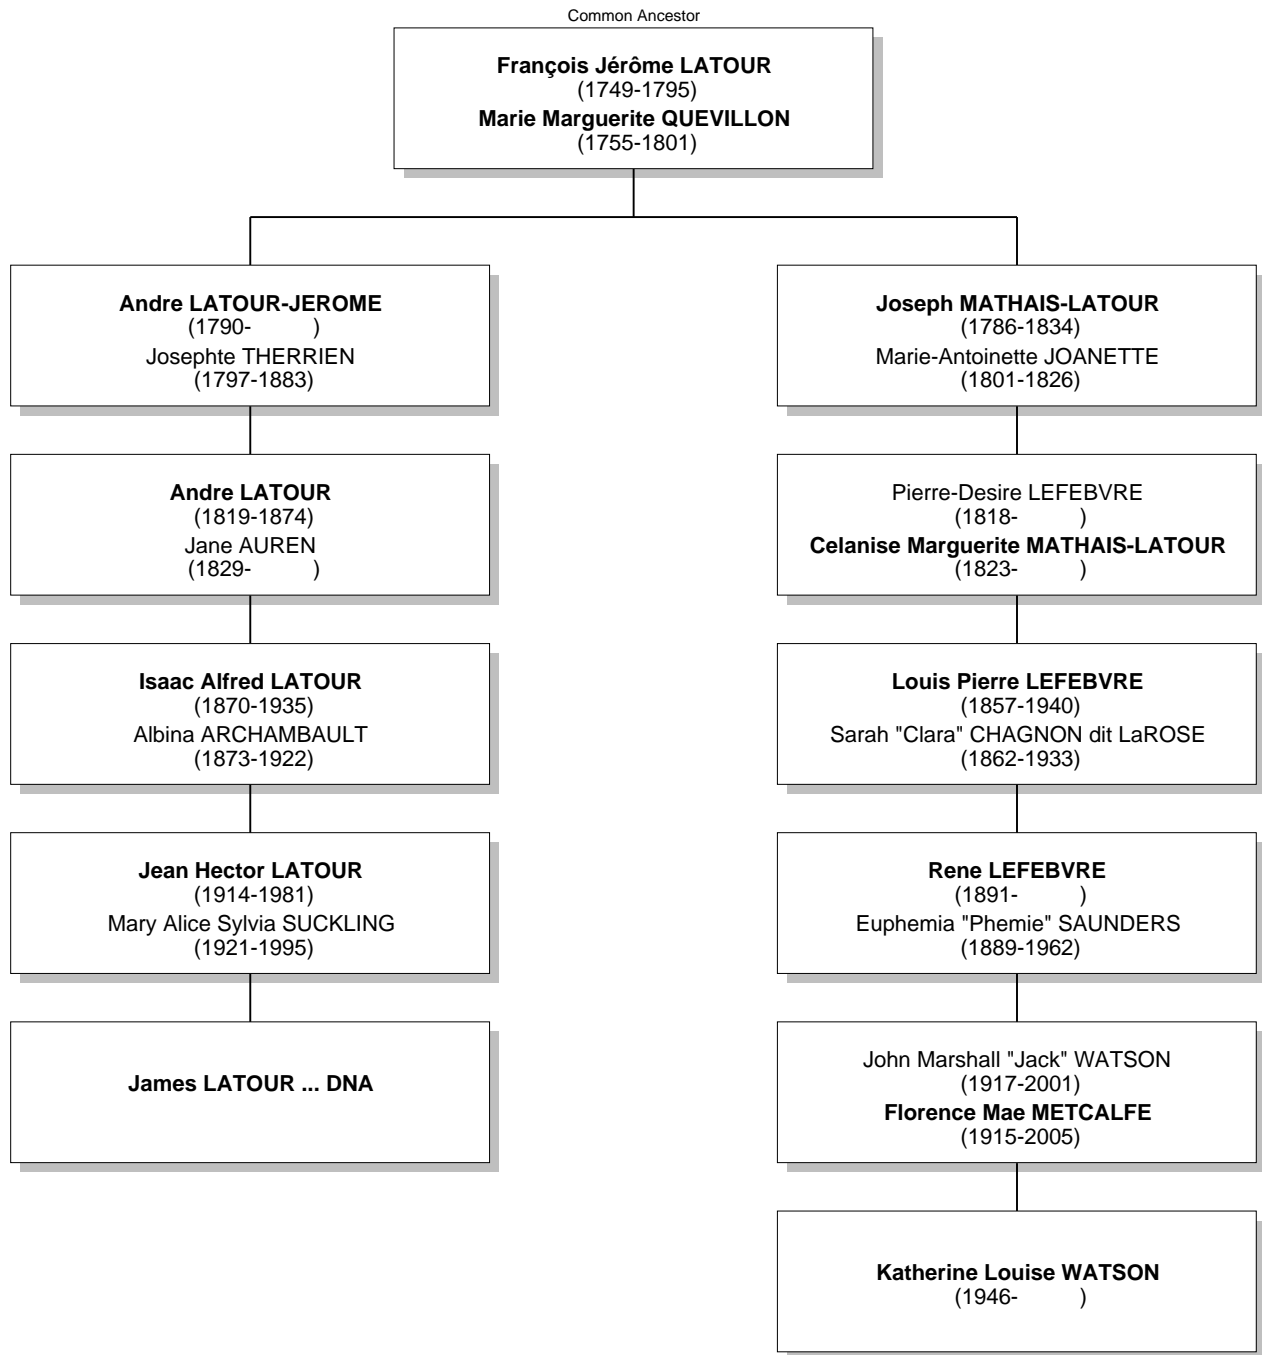 Common Ancestor
François Jérôme LATOUR
(1749-1795)
Marie Marguerite QUEVILLON
(1755-1801)
Andre LATOUR-JEROME
(1790- )
Josephte THERRIEN
(1797-1883)
Joseph MATHAIS-LATOUR
(1786-1834)
Marie-Antoinette JOANETTE
(1801-1826)
Andre LATOUR
(1819-1874)
Jane AUREN
(1829- )
Pierre-Desire LEFEBVRE
(1818- )
Celanise Marguerite MATHAIS-LATOUR
(1823- )
Isaac Alfred LATOUR
(1870-1935)
Albina ARCHAMBAULT
(1873-1922)
Louis Pierre LEFEBVRE
(1857-1940)
Sarah "Clara" CHAGNON dit LaROSE
(1862-1933)
Jean Hector LATOUR
(1914-1981)
Mary Alice Sylvia SUCKLING
(1921-1995)
Rene LEFEBVRE
(1891- )
Euphemia "Phemie" SAUNDERS
(1889-1962)
James LATOUR ... DNA
John Marshall "Jack" WATSON
(1917-2001)
Florence Mae METCALFE
(1915-2005)
Katherine Louise WATSON
(1946- )